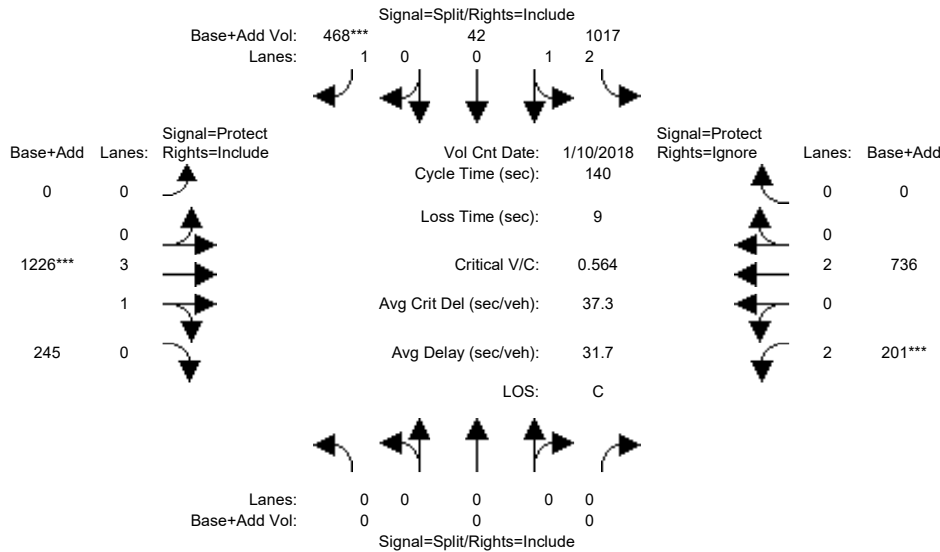 Signal=Split/Rights=Include
Base+Add Vol: 468*** 42 1017
Lanes: 1 0 0 1 2
Signal=Protect Signal=Protect
Base+Add Lanes: Rights=Include Vol Cnt Date: 1/10/2018 Rights=Ignore Lanes: Base+Add
Cycle Time (sec): 140
0 0 0 0
Loss Time (sec): 9
0 0
1226*** 3 Critical V/C: 0.564 2 736
1 Avg Crit Del (sec/veh): 37.3 0
245 0 Avg Delay (sec/veh): 31.7 2 201***
LOS: C
Lanes: 0 0 0 0 0
Base+Add Vol: 0 0 0
Signal=Split/Rights=Include